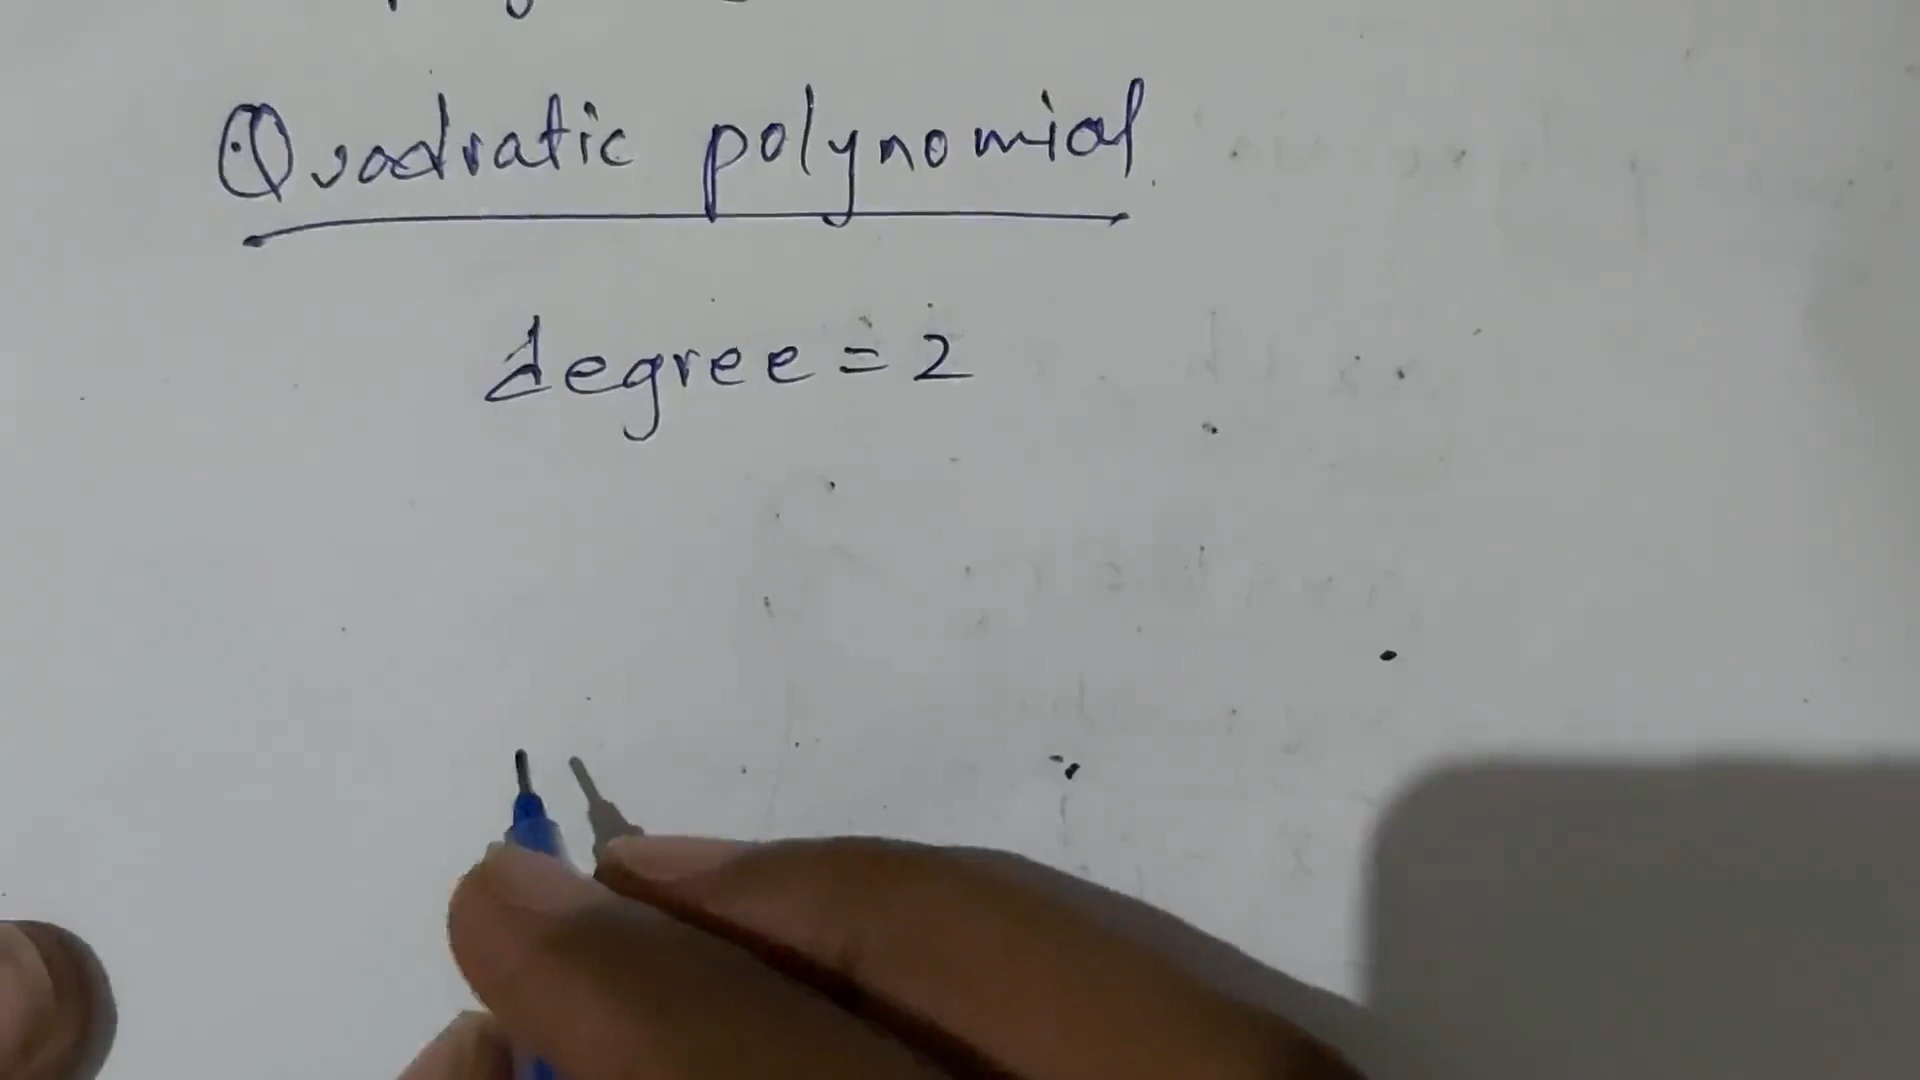 Quadratic polynomial
degree = 2